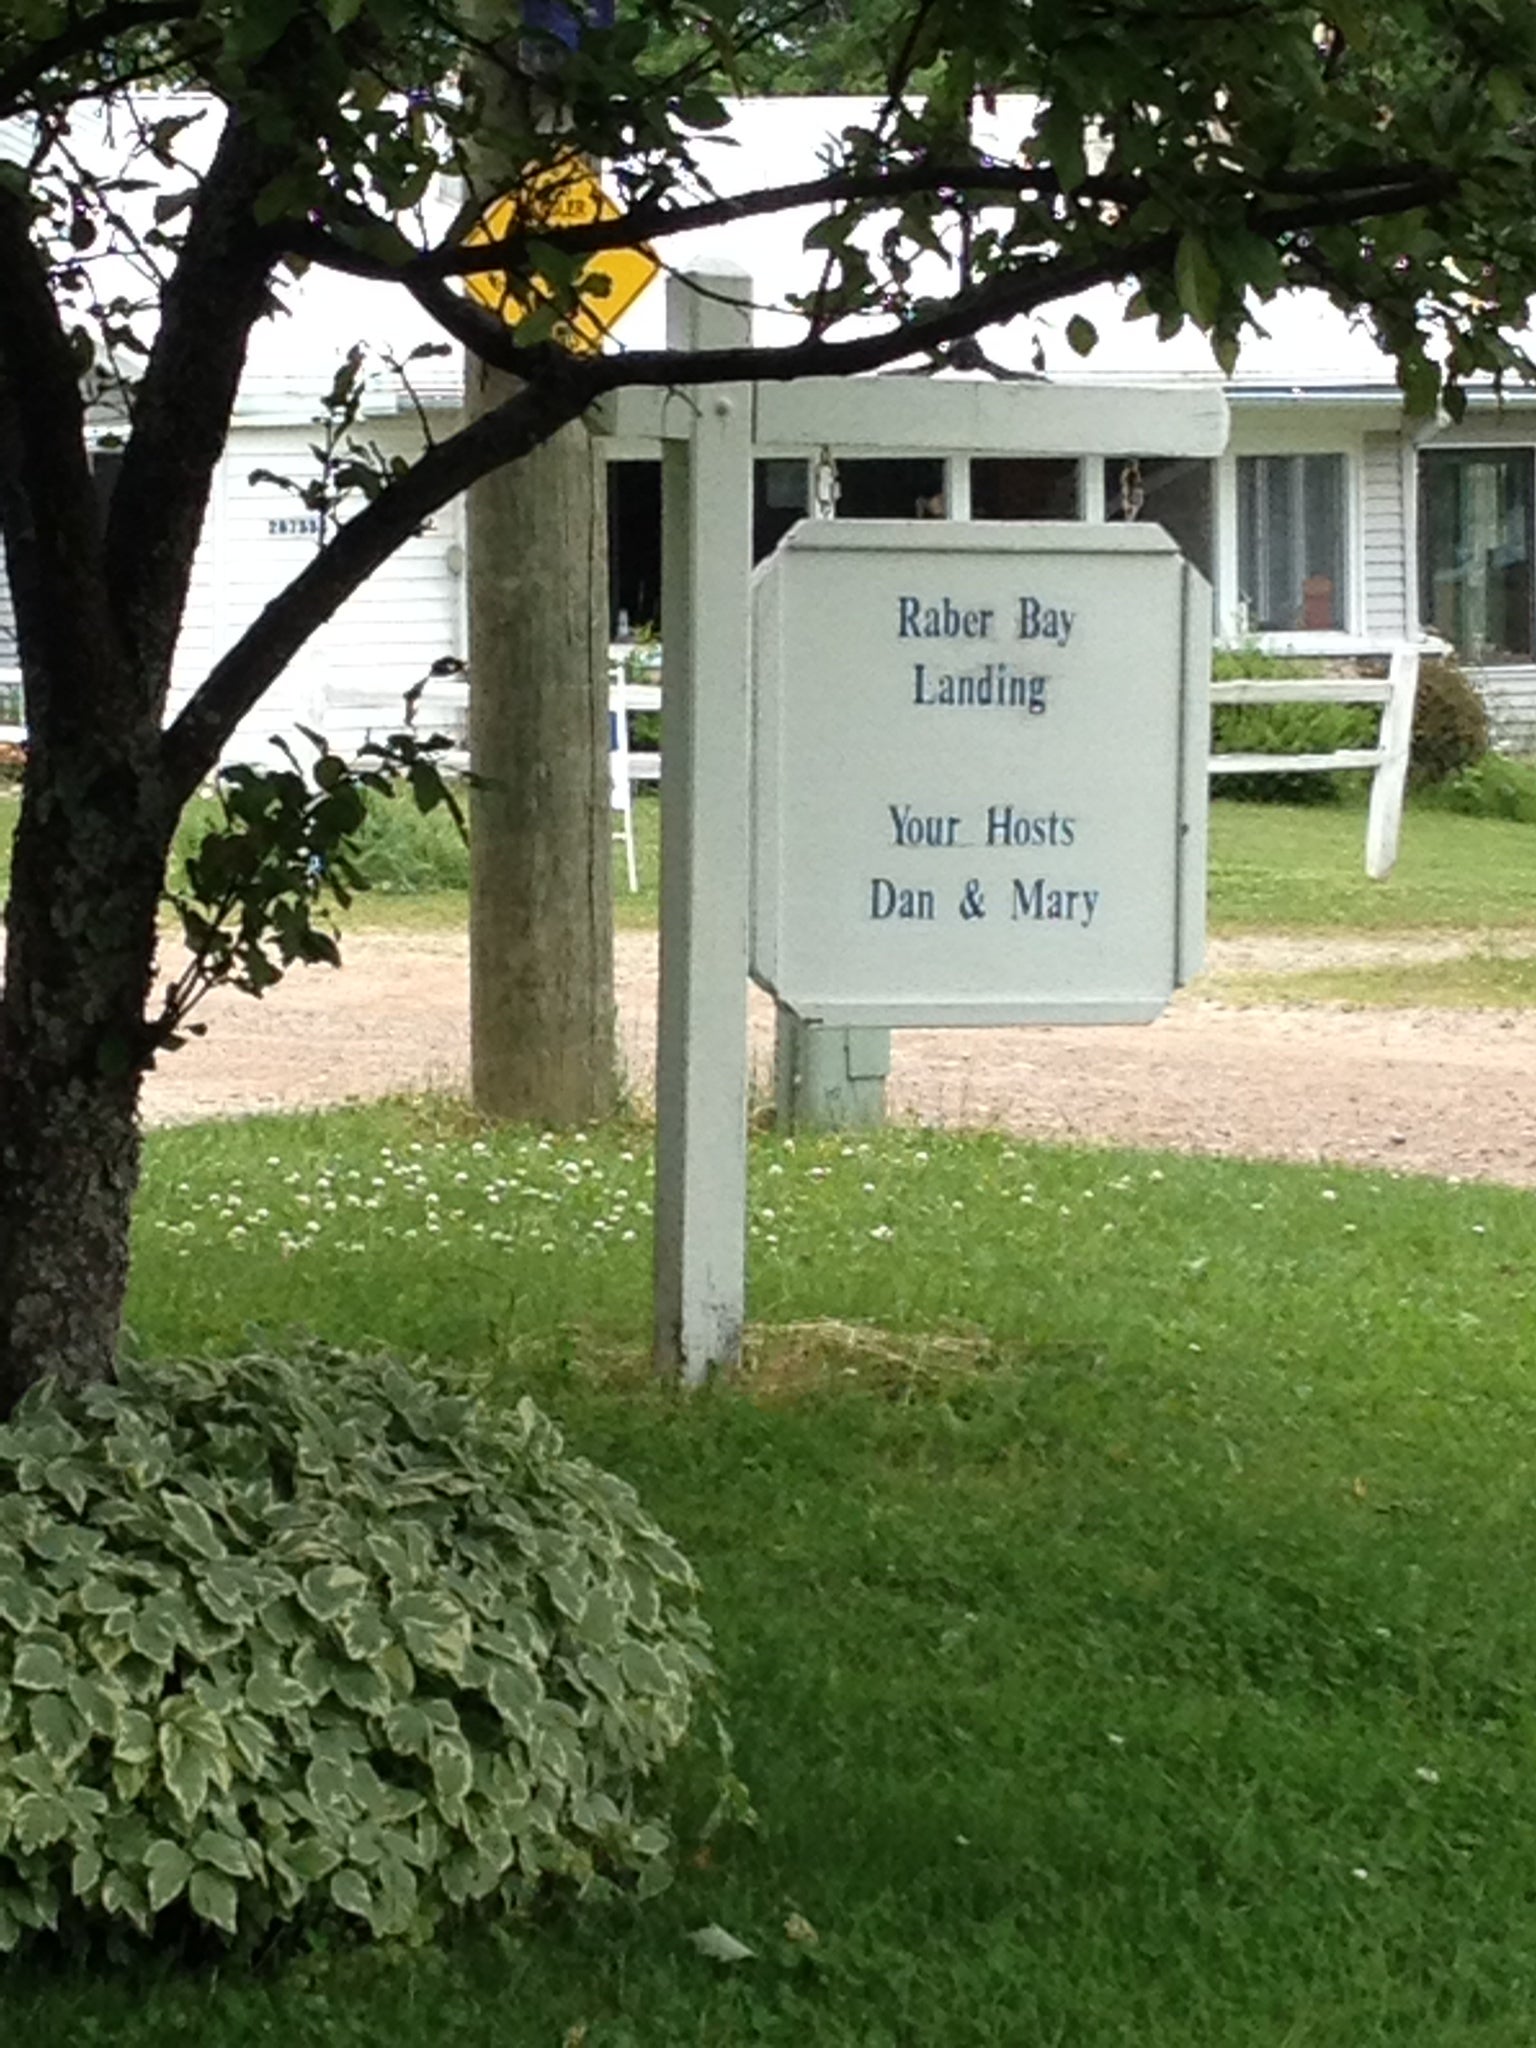 Raber Bay
Landing
Your Hosts
Dan & Mary